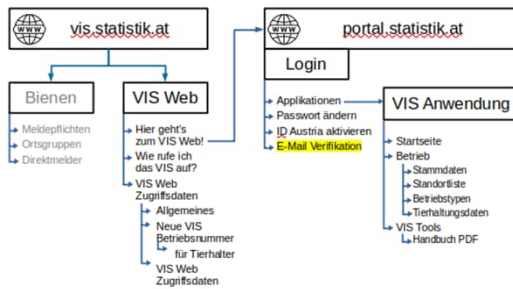 www
vis.statistik.at
www
portal.statistik.at
Bienen
Meldepflichten
Ortsgruppen
Direktmelder
VIS Web
Hier geht's
zum VIS Web!
Wie rufe ich
das VIS auf?
VIS Web
Zugriffsdaten
Allgemeines
Neue VIS
Betriebsnummer
für Tierhalter
VIS Web
Zugriffsdaten
Login
Applikationen
Passwort ändern
ID Austria aktivieren
E-Mail Verifikation
VIS Anwendung
Startseite
Betrieb
Stammdaten
Standortliste
Betriebstypen
Tierhaltungsdaten
VIS Tools
Handbuch PDF